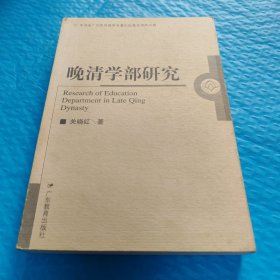 晚清学部研究
Research of Education
Department in Late Qing
Dynasty
■ 关晓红 著
广东教育出版社